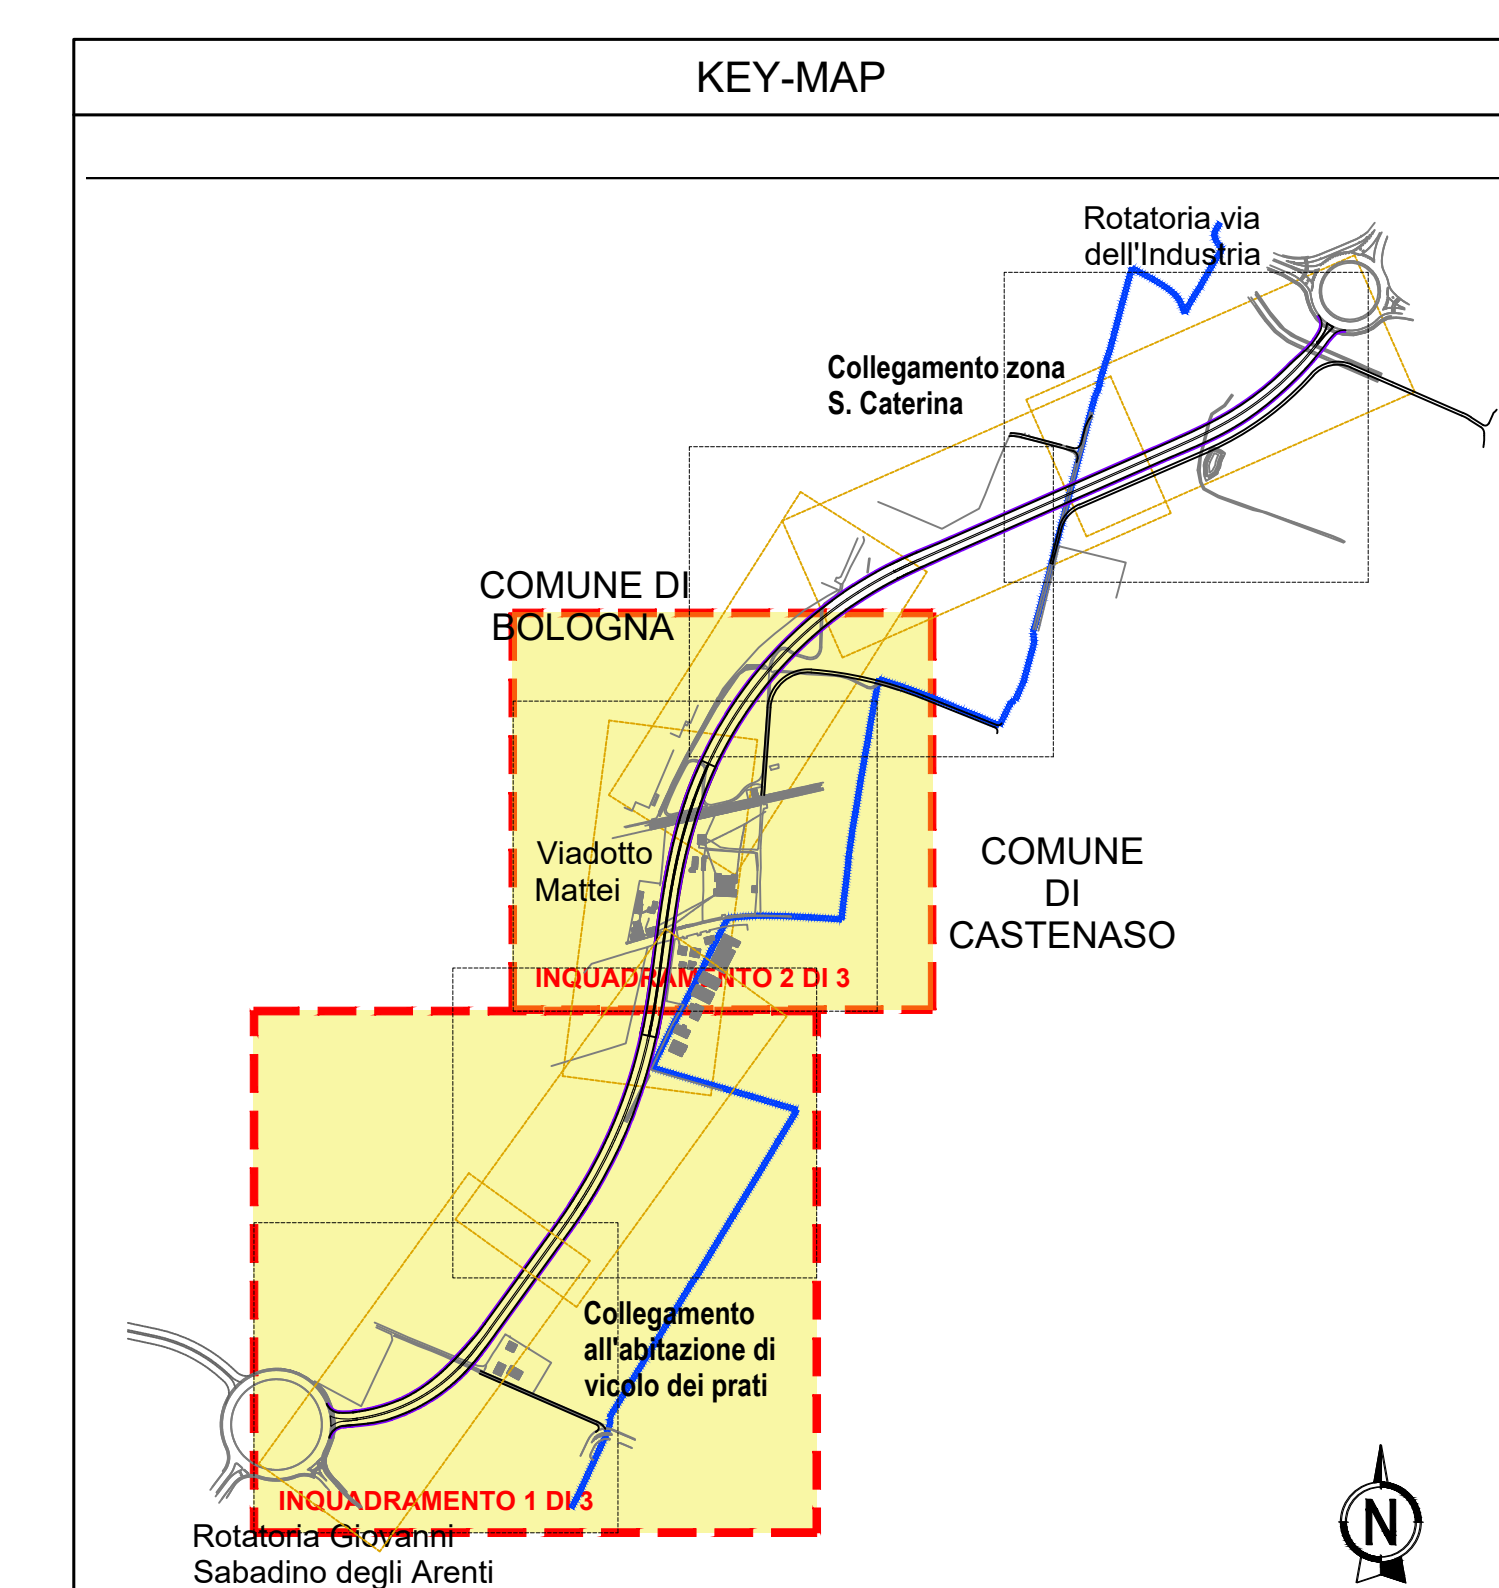 KEY-MAP
Rotatoria via
dell'Industria
Collegamento zona
S. Caterina
COMUNE DI
BOLOGNA
Viadotto
Mattei
COMUNE
DI
CASTENASO
INQUADRAMENTO 2 DI 3
Collegamento
all'abitazione di
vicolo dei prati
INQUADRAMENTO 1 DI 3
Rotatoria Giovanni
Sabadino degli Arenti
N